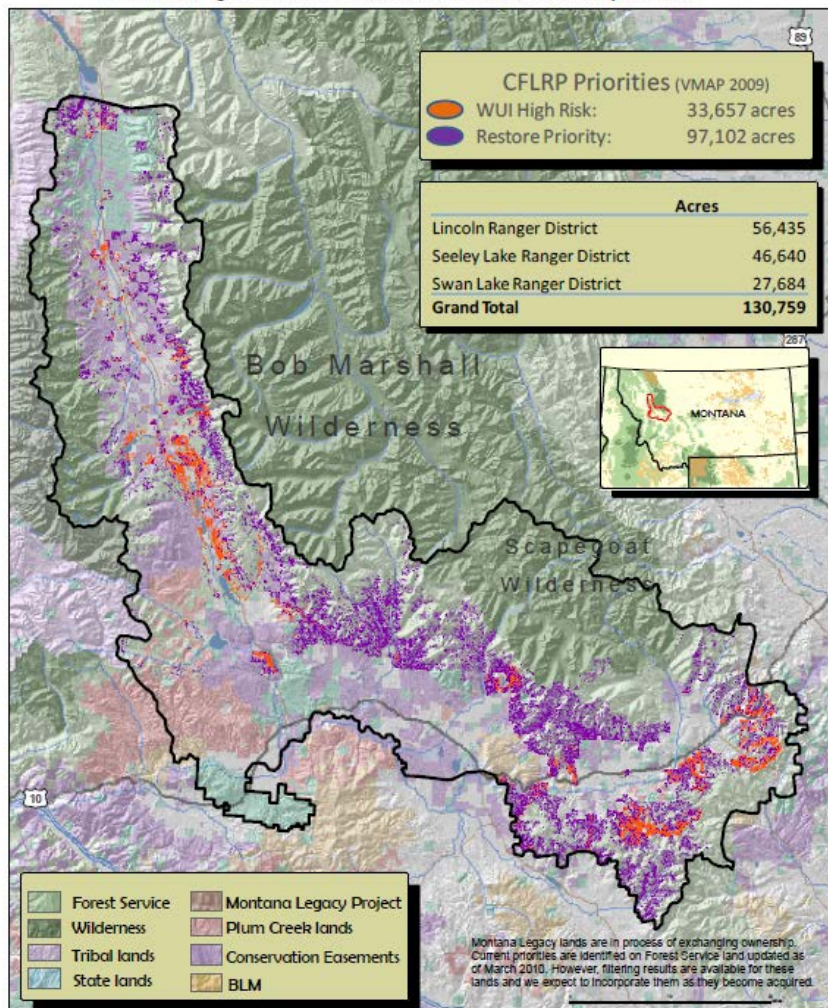 89
CFLRP Priorities (VMAP 2009)
WUI High Risk: 33,657 acres
Restore Priority: 97,102 acres
Acres
Lincoln Ranger District 56,435
Seeley Lake Ranger District 46,640
Swan Lake Ranger District 27,684
Grand Total 130,759
287
MONTANA
Bob Marshall
Wilderness
Scapegoat
Wilderness
10
Forest Service
Wilderness
Tribal lands
State lands
Montana Legacy Project
Plum Creek lands
Conservation Easements
BLM
Montana Legacy lands are in process of exchanging ownership.
Current priorities are identified on Forest Service land updated as
of March 2010. However, filtering results are available for these
lands and we expect to incorporate them as they become acquired.